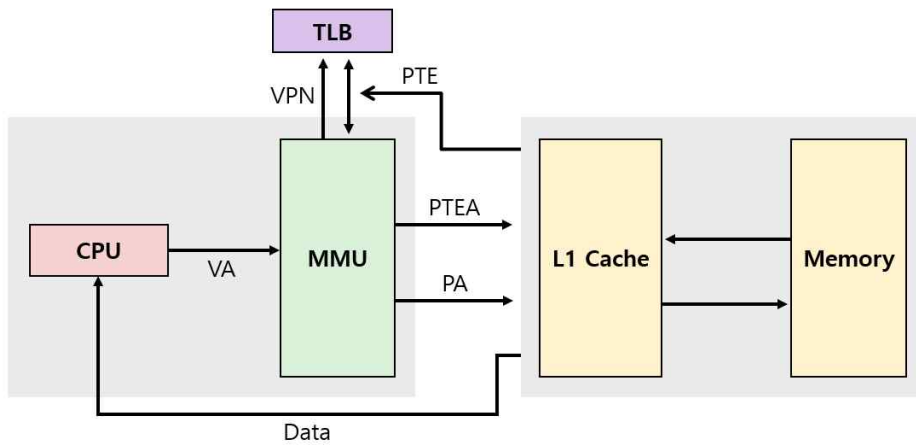 TLB
PTE
VPN
PTEA
CPU
VA
MMU
PA
L1 Cache
Memory
Data